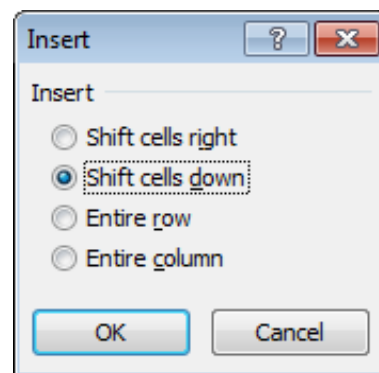 Insert
Insert
Shift cells right
Shift cells down
Entire row
Entire column
OK
Cancel